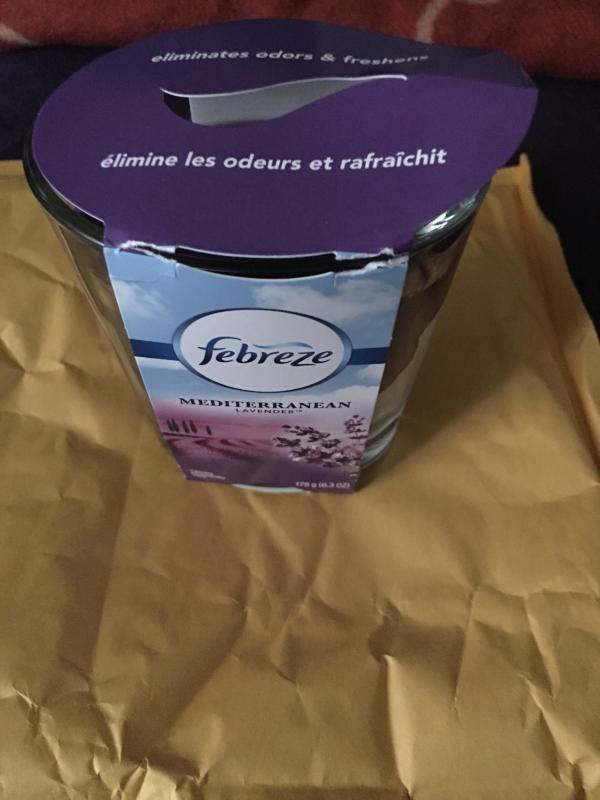 eliminates odors & freshens
élimine les odeurs et rafraîchit
febreze
MEDITERRANEAN
LAVENDER™
178 g (6.3 OZ)